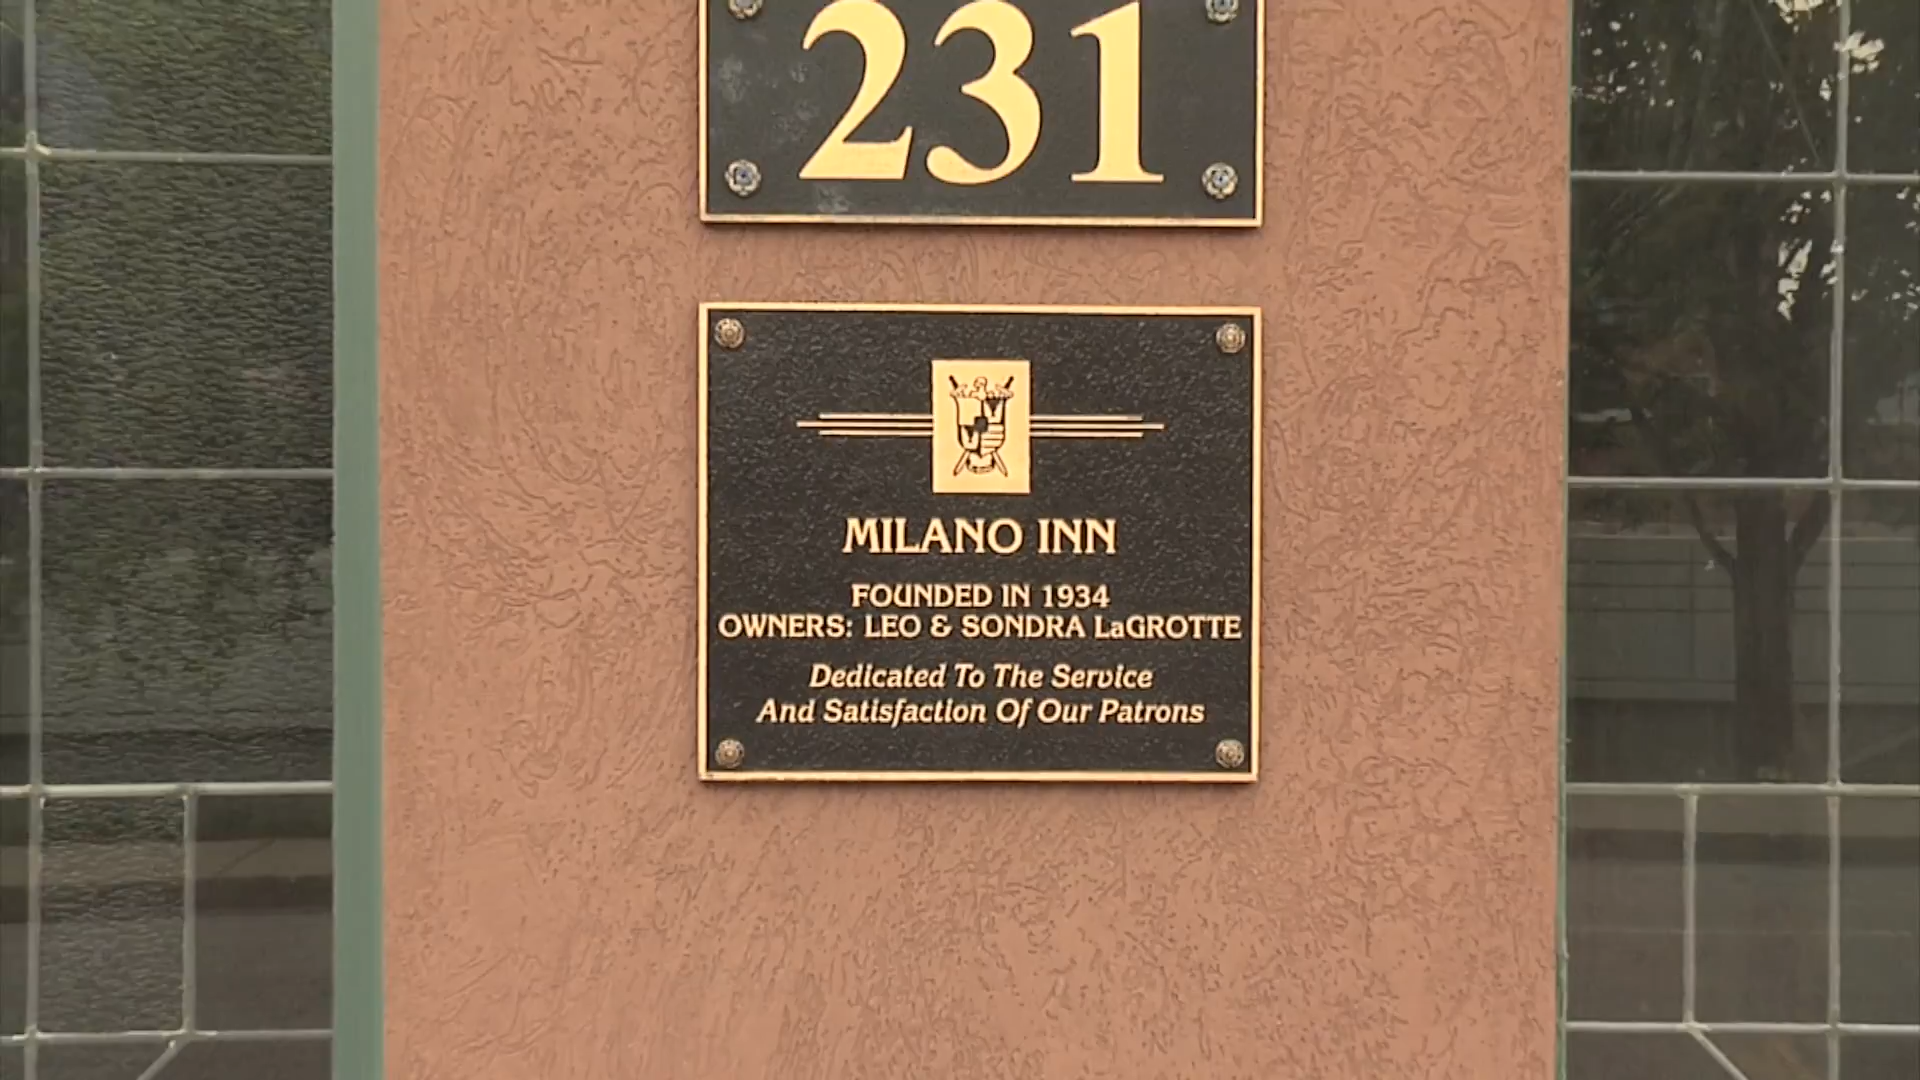 231
MILANO INN
FOUNDED IN 1934
OWNERS: LEO & SONDRA LaGROTTE
Dedicated To The Service
And Satisfaction Of Our Patrons